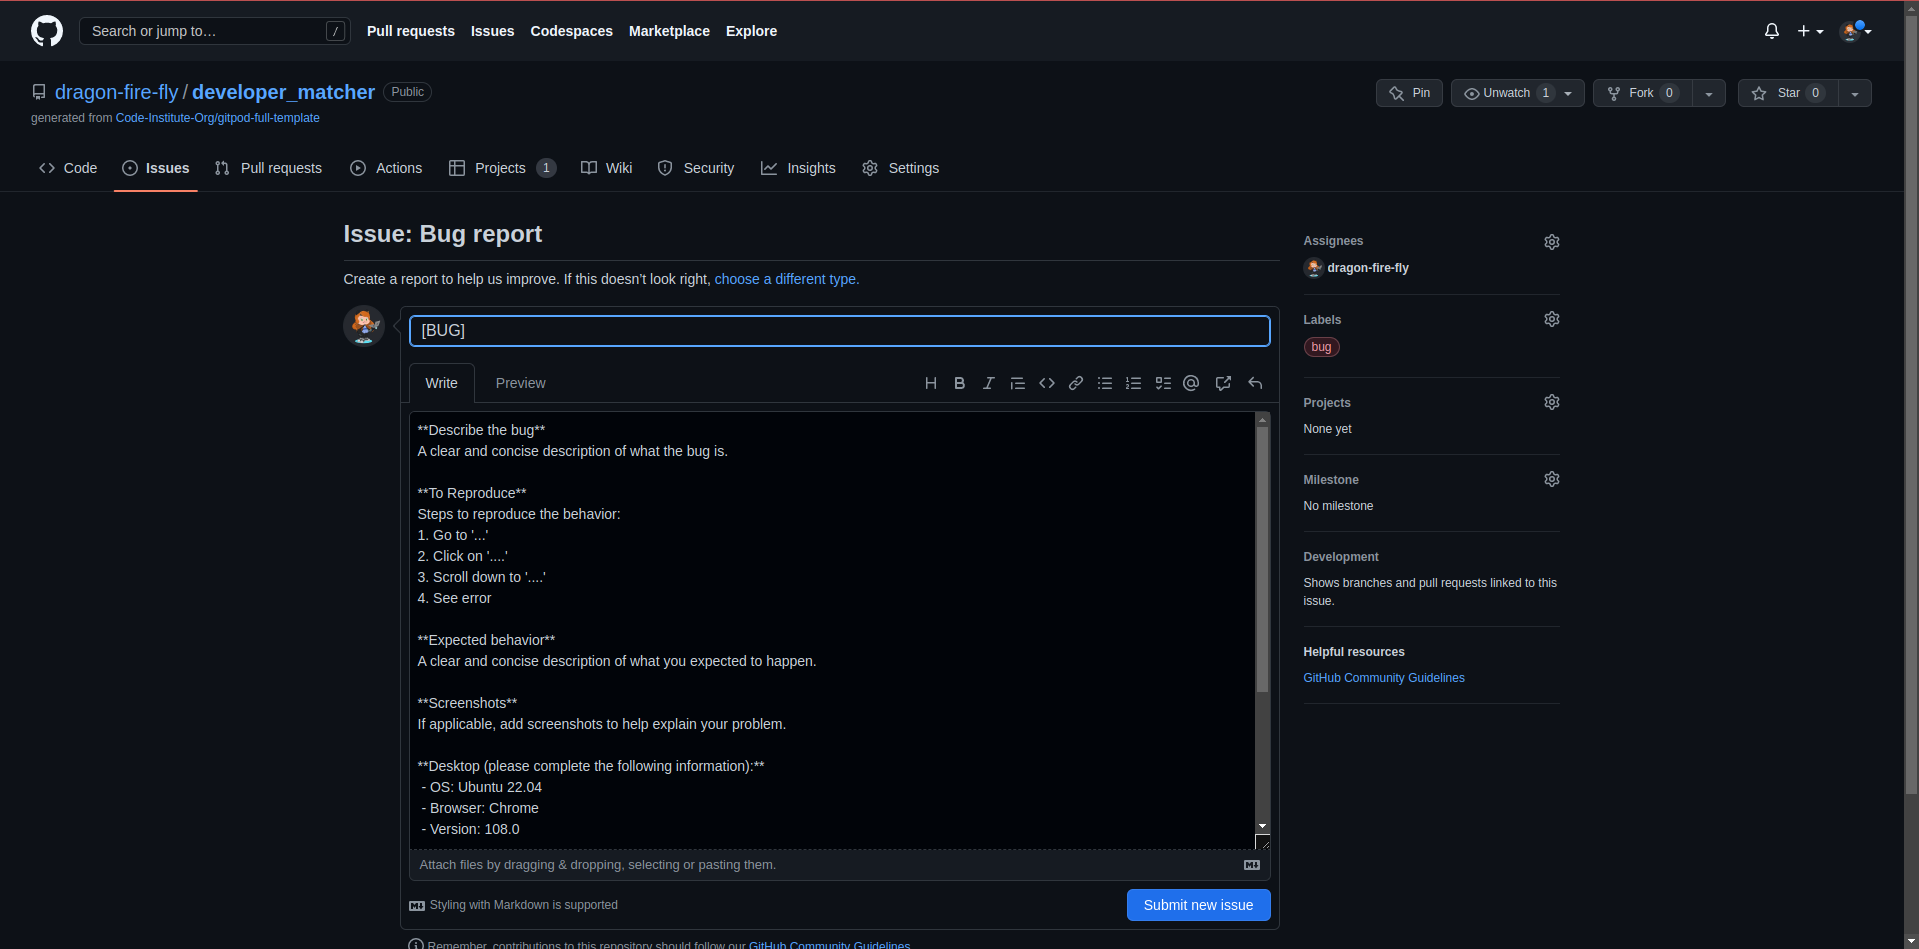 Search or jump to… /
Pull requests Issues Codespaces Marketplace Explore
dragon-fire-fly / developer_matcher Public
Pin Unwatch 1 Fork 0 Star 0
generated from Code-Institute-Org/gitpod-full-template
Code Issues Pull requests Actions Projects 1 Wiki Security Insights Settings
Issue: Bug report
Create a report to help us improve. If this doesn’t look right, choose a different type.
[BUG]
Write Preview
**Describe the bug**
A clear and concise description of what the bug is.
**To Reproduce**
Steps to reproduce the behavior:
1. Go to '...'
2. Click on '....'
3. Scroll down to '....'
4. See error
**Expected behavior**
A clear and concise description of what you expected to happen.
**Screenshots**
If applicable, add screenshots to help explain your problem.
**Desktop (please complete the following information):**
- OS: Ubuntu 22.04
- Browser: Chrome
- Version: 108.0
Attach files by dragging & dropping, selecting or pasting them.
Styling with Markdown is supported
Submit new issue
Remember, contributions to this repository should follow our GitHub Community Guidelines.
Assignees
dragon-fire-fly
Labels
bug
Projects
None yet
Milestone
No milestone
Development
Shows branches and pull requests linked to this
issue.
Helpful resources
GitHub Community Guidelines